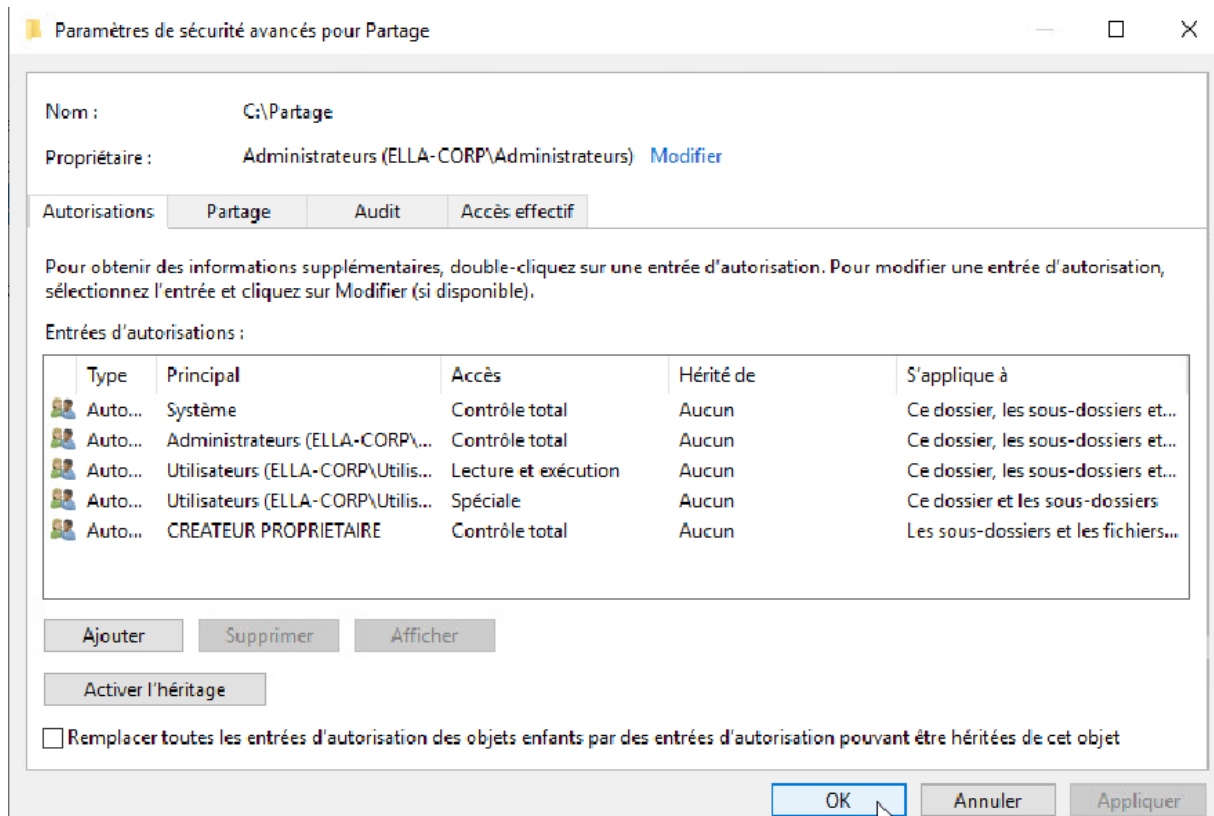 Paramètres de sécurité avancés pour Partage
Nom : C:\Partage
Propriétaire : Administrateurs (ELLA-CORP\Administrateurs) Modifier
Autorisations Partage Audit Accès effectif
Pour obtenir des informations supplémentaires, double-cliquez sur une entrée d'autorisation. Pour modifier une entrée d'autorisation,
sélectionnez l'entrée et cliquez sur Modifier (si disponible).
Entrées d'autorisations :
Type Principal Accès Hérité de S'applique à
Auto... Système Contrôle total Aucun Ce dossier, les sous-dossiers et...
Auto... Administrateurs (ELLA-CORP\... Contrôle total Aucun Ce dossier, les sous-dossiers et...
Auto... Utilisateurs (ELLA-CORP\Utilis... Lecture et exécution Aucun Ce dossier, les sous-dossiers et...
Auto... Utilisateurs (ELLA-CORP\Utilis... Spéciale Aucun Ce dossier et les sous-dossiers
Auto... CREATEUR PROPRIETAIRE Contrôle total Aucun Les sous-dossiers et les fichiers...
Ajouter Supprimer Afficher
Activer l'héritage
Remplacer toutes les entrées d'autorisation des objets enfants par des entrées d'autorisation pouvant être héritées de cet objet
OK Annuler Appliquer